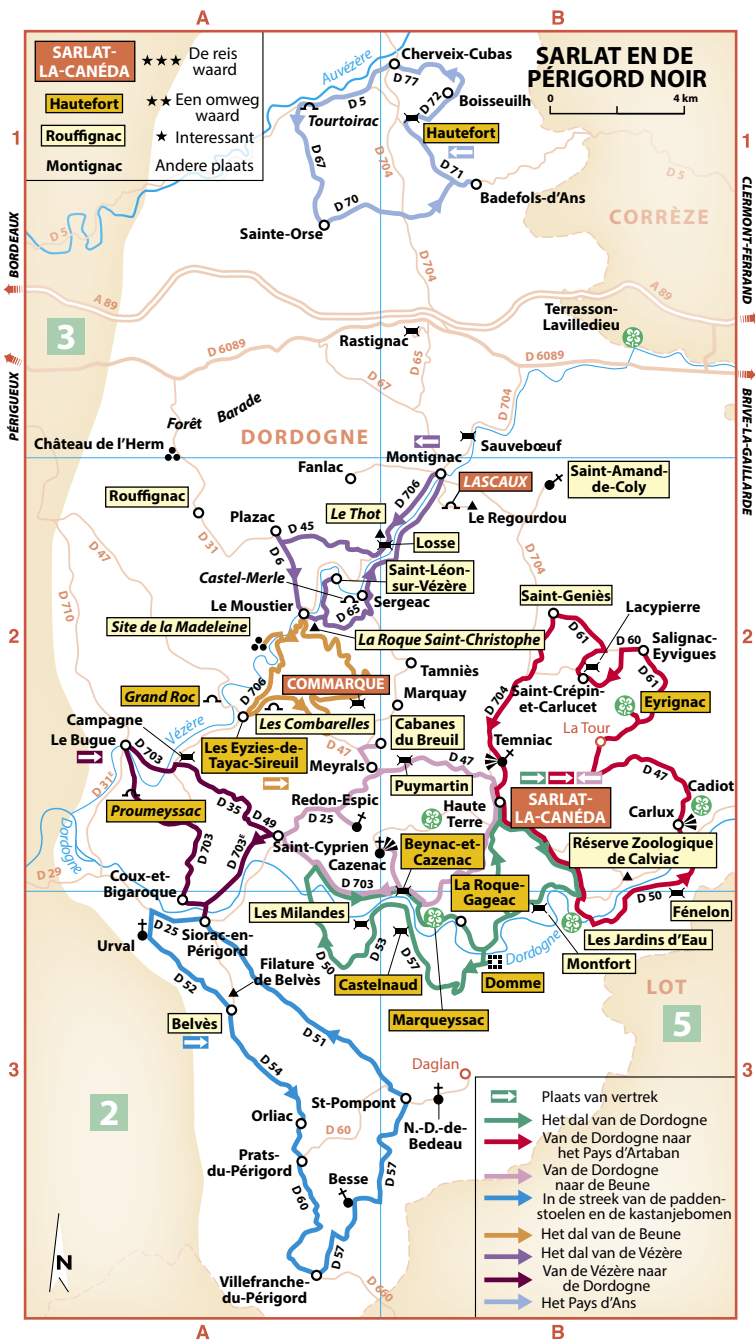 A
B
SARLAT-
LA-CANÉDA
★★★ De reis
waard
Hautefort
★★ Een omweg
waard
Rouffignac
★ Interessant
Montignac
Andere plaats
SARLAT EN DE
PÉRIGORD NOIR
0
4 km
Cherveix-Cubas
Auvézère
D 77
D 72
Boisseuilh
D 5
Tourtoirac
Hautefort
1
1
D 67
D 704
D 71
Badefols-d'Ans
D 5
D 70
Sainte-Orse
CORRÈZE
D 5
D 704
BORDEAUX
CLERMONT-FERRAND
A 89
A 89
3
Terrasson-
Lavilledieu
Rastignac
D 6089
D 65
D 6089
D 67
PÉRIGUEUX
BRIVE-LA-GAILLARDE
D 704
Forêt Barade
DORDOGNE
Château de l'Herm
Sauvebœuf
Montignac
Fanlac
LASCAUX
Saint-Amand-
de-Coly
Rouffignac
D 706
Le Thot
Le Regourdou
Plazac
D 45
Losse
D 31
D 47
D 6
Saint-Léon-
sur-Vézère
D 704
Castel-Merle
D 65
Sergeac
Saint-Geniès
D 710
Le Moustier
Lacypierre
2
2
Site de la Madeleine
La Roque Saint-Christophe
D 61
D 60
Salignac-
Eyvigues
Tamniès
D 61
COMMARQUE
Saint-Crépin-
et-Carlucet
Grand Roc
D 706
Marquay
D 704
Eyrignac
Les Combarelles
Vézère
Campagne
Cabanes
du Breuil
La Tour
Le Bugue
D 703
Les Eyzies-de-
Tayac-Sireuil
D 47
Temniac
Meyrals
D 47
D 47
D 31E
Puymartin
Cadiot
Proumeyssac
D 35
Redon-Espic
SARLAT-
LA-CANÉDA
Haute
Terre
Carlux
D 25
D 49
Dordogne
D 703
D 703E
Saint-Cyprien
Beynac-et-
Cazenac
Réserve Zoologique
de Calviac
Cazenac
D 29
Coux-et-
Bigaroque
D 703
La Roque-
Gageac
D 50
Fénelon
Les Milandes
Siorac-en-
Périgord
Les Jardins d'Eau
D 25
Urval
D 53
Dordogne
Montfort
D 50
D 57
Filature
de Belvès
Castelnaud
Domme
D 52
LOT
Marqueyssac
5
Belvès
D 51
3
3
D 54
Daglan
2
St-Pompont
N.-D.-de-
Bedeau
Orliac
D 60
Prats-
du-Périgord
D 57
Besse
D 60
D 57
N
Villefranche-
du-Périgord
D 660
Plaats van vertrek
Het dal van de Dordogne
Van de Dordogne naar
het Pays d'Artaban
Van de Dordogne
naar de Beune
In de streek van de padden-
stoelen en de kastanjebomen
Het dal van de Beune
Het dal van de Vézère
Van de Vézère naar
de Dordogne
Het Pays d'Ans
A
B